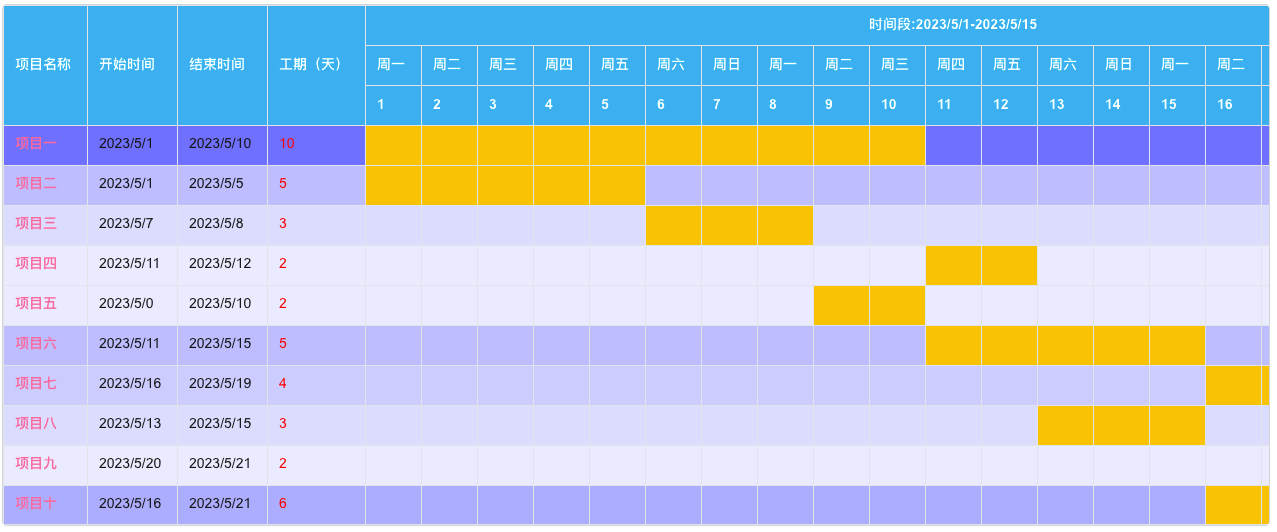 时间段:2023/5/1-2023/5/15
项目名称 开始时间 结束时间 工期（天） 周一 周二 周三 周四 周五 周六 周日 周一 周二 周三 周四 周五 周六 周日 周一 周二
1 2 3 4 5 6 7 8 9 10 11 12 13 14 15 16
项目一 2023/5/1 2023/5/10 10
项目二 2023/5/1 2023/5/5 5
项目三 2023/5/7 2023/5/8 3
项目四 2023/5/11 2023/5/12 2
项目五 2023/5/0 2023/5/10 2
项目六 2023/5/11 2023/5/15 5
项目七 2023/5/16 2023/5/19 4
项目八 2023/5/13 2023/5/15 3
项目九 2023/5/20 2023/5/21 2
项目十 2023/5/16 2023/5/21 6